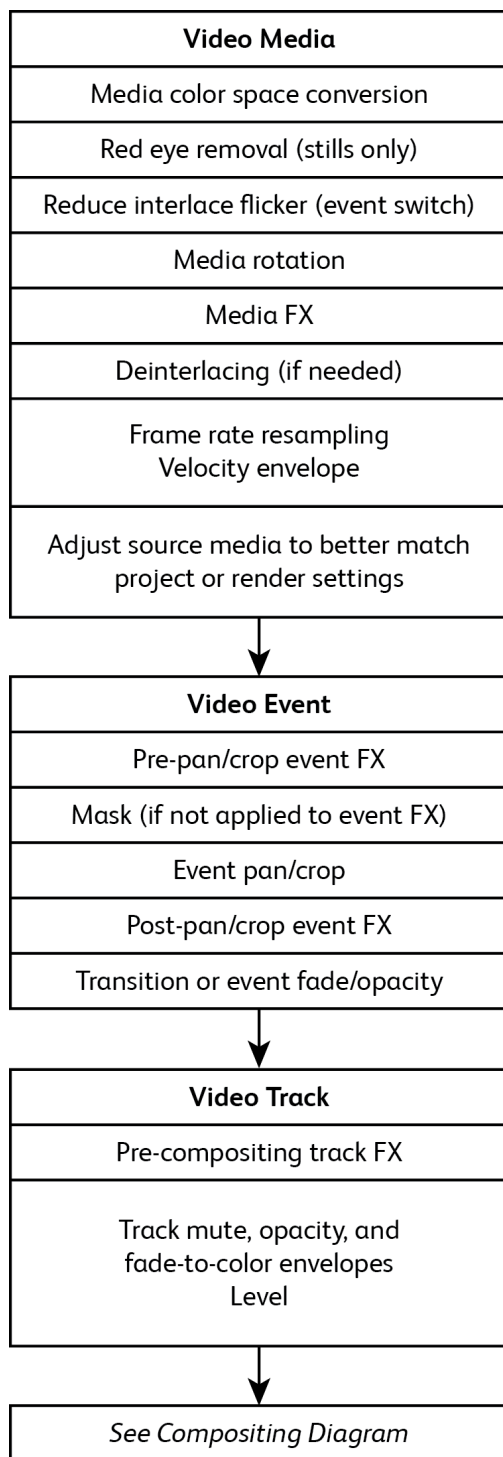 Video Media
Media color space conversion
Red eye removal (stills only)
Reduce interlace flicker (event switch)
Media rotation
Media FX
Deinterlacing (if needed)
Frame rate resampling
Velocity envelope
Adjust source media to better match
project or render settings
Video Event
Pre-pan/crop event FX
Mask (if not applied to event FX)
Event pan/crop
Post-pan/crop event FX
Transition or event fade/opacity
Video Track
Pre-compositing track FX
Track mute, opacity, and
fade-to-color envelopes
Level
See Compositing Diagram